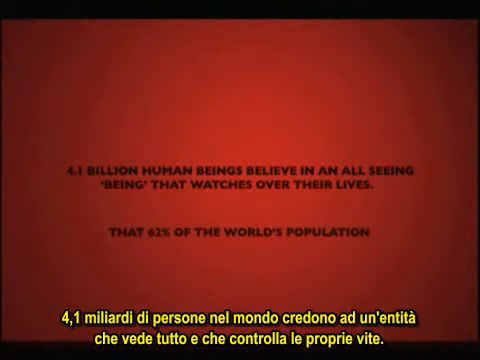 4.1 BILLION HUMAN BEINGS BELIEVE IN AN ALL SEEING
'BEING' THAT WATCHES OVER THEIR LIVES.
THAT 62% OF THE WORLD'S POPULATION
4,1 miliardi di persone nel mondo credono ad un'entità
che vede tutto e che controlla le proprie vite.